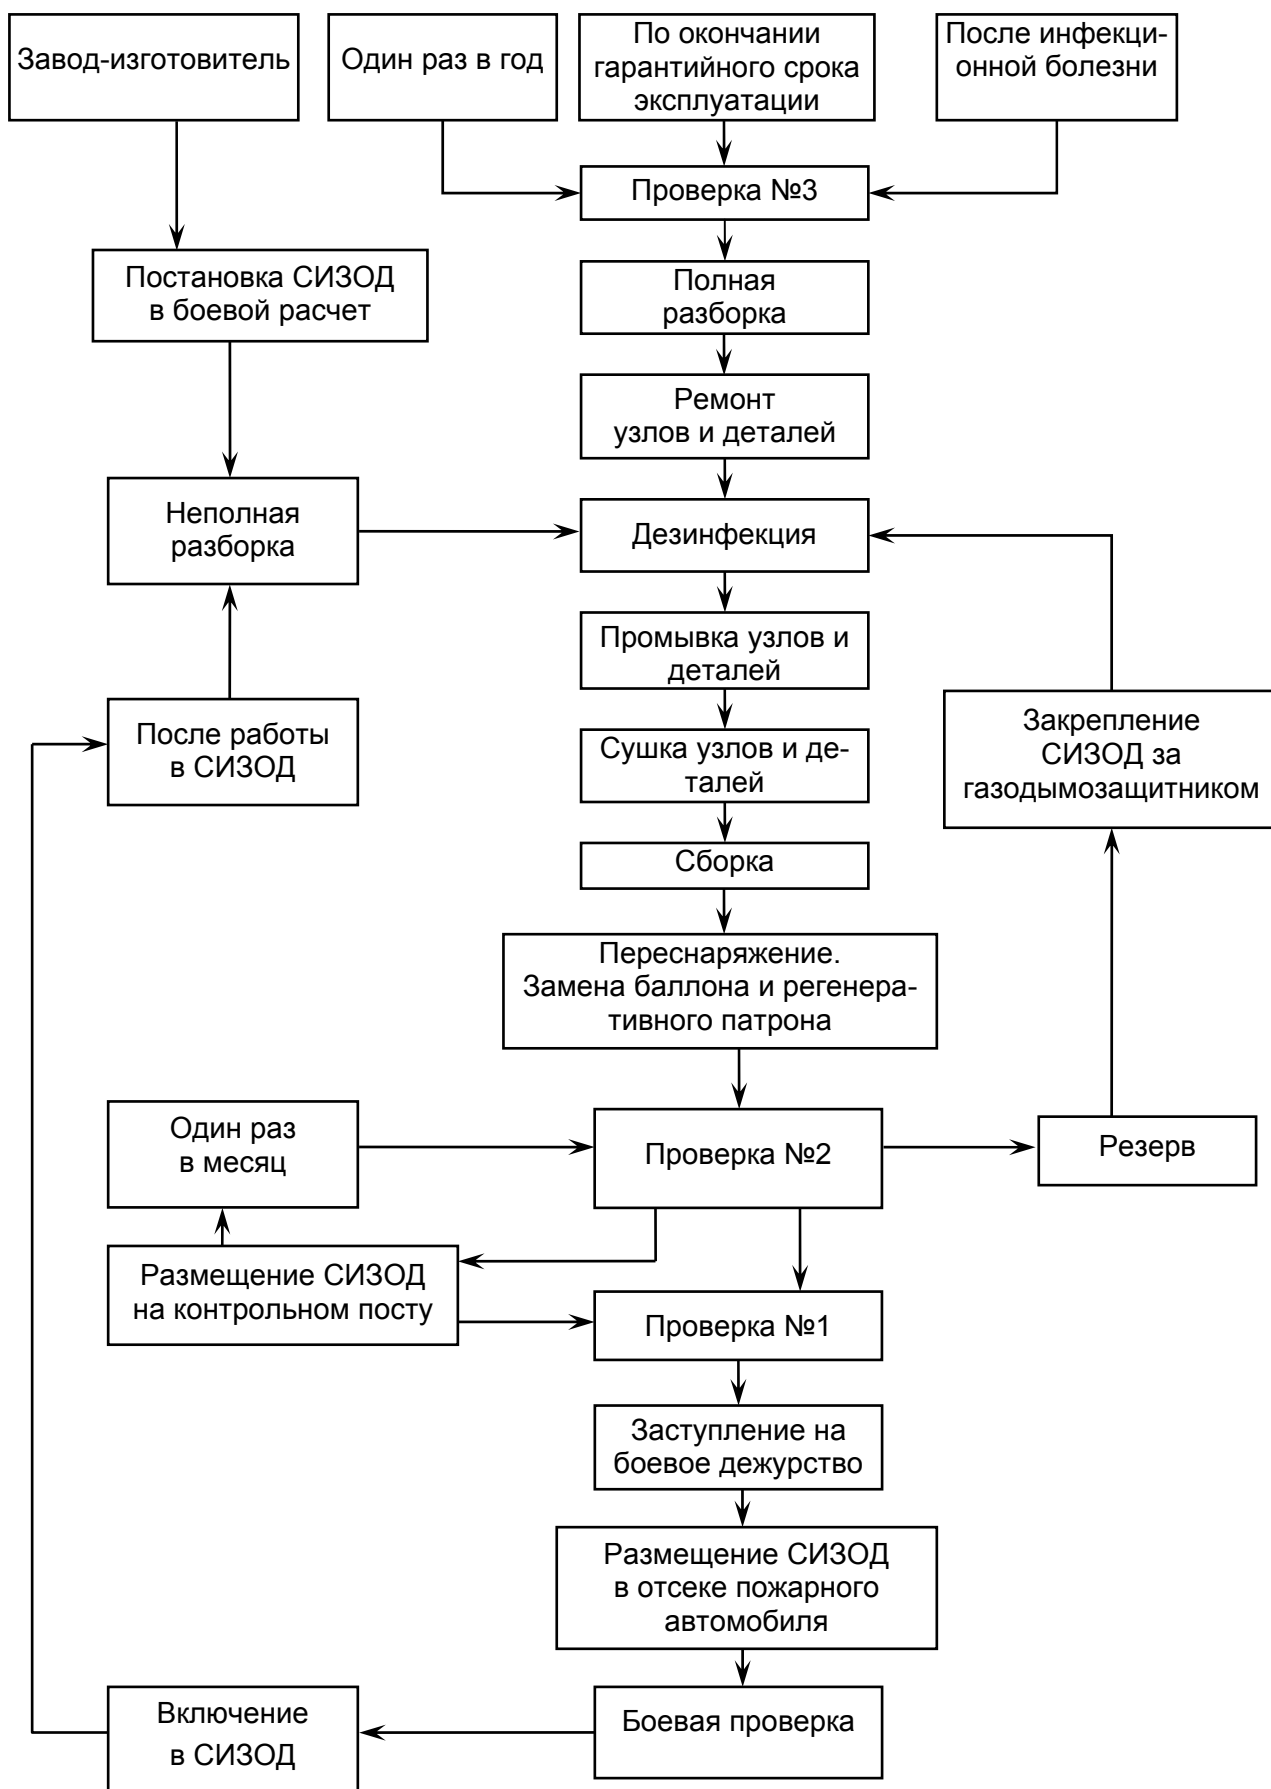 Завод-изготовитель
Один раз в год
По окончании
гарантийного срока
эксплуатации
После инфекци-
онной болезни
Проверка №3
Постановка СИЗОД
в боевой расчет
Полная
разборка
Ремонт
узлов и деталей
Неполная
разборка
Дезинфекция
Промывка узлов и
деталей
После работы
в СИЗОД
Сушка узлов и де-
талей
Закрепление
СИЗОД за
газодымозащитником
Сборка
Переснаряжение.
Замена баллона и регенера-
тивного патрона
Один раз
в месяц
Проверка №2
Резерв
Размещение СИЗОД
на контрольном посту
Проверка №1
Заступление на
боевое дежурство
Размещение СИЗОД
в отсеке пожарного
автомобиля
Включение
в СИЗОД
Боевая проверка